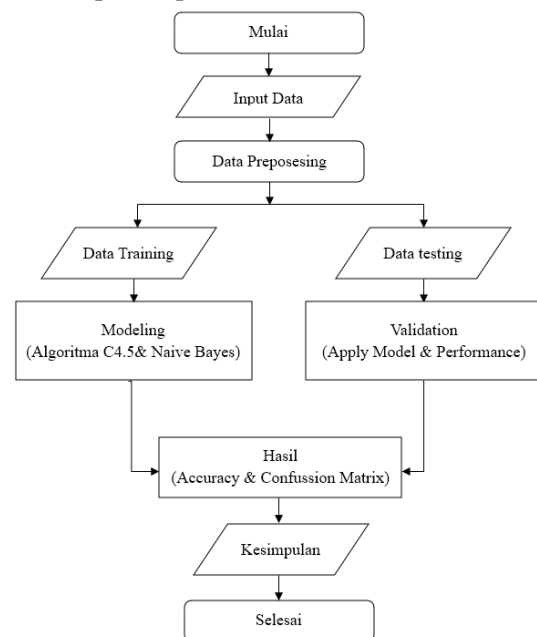 Mulai
Input Data
Data Preposesing
Data Training
Data testing
Modeling
(Algoritma C4.5& Naive Bayes)
Validation
(Apply Model & Performance)
Hasil
(Accuracy & Confussion Matrix)
Kesimpulan
Selesai